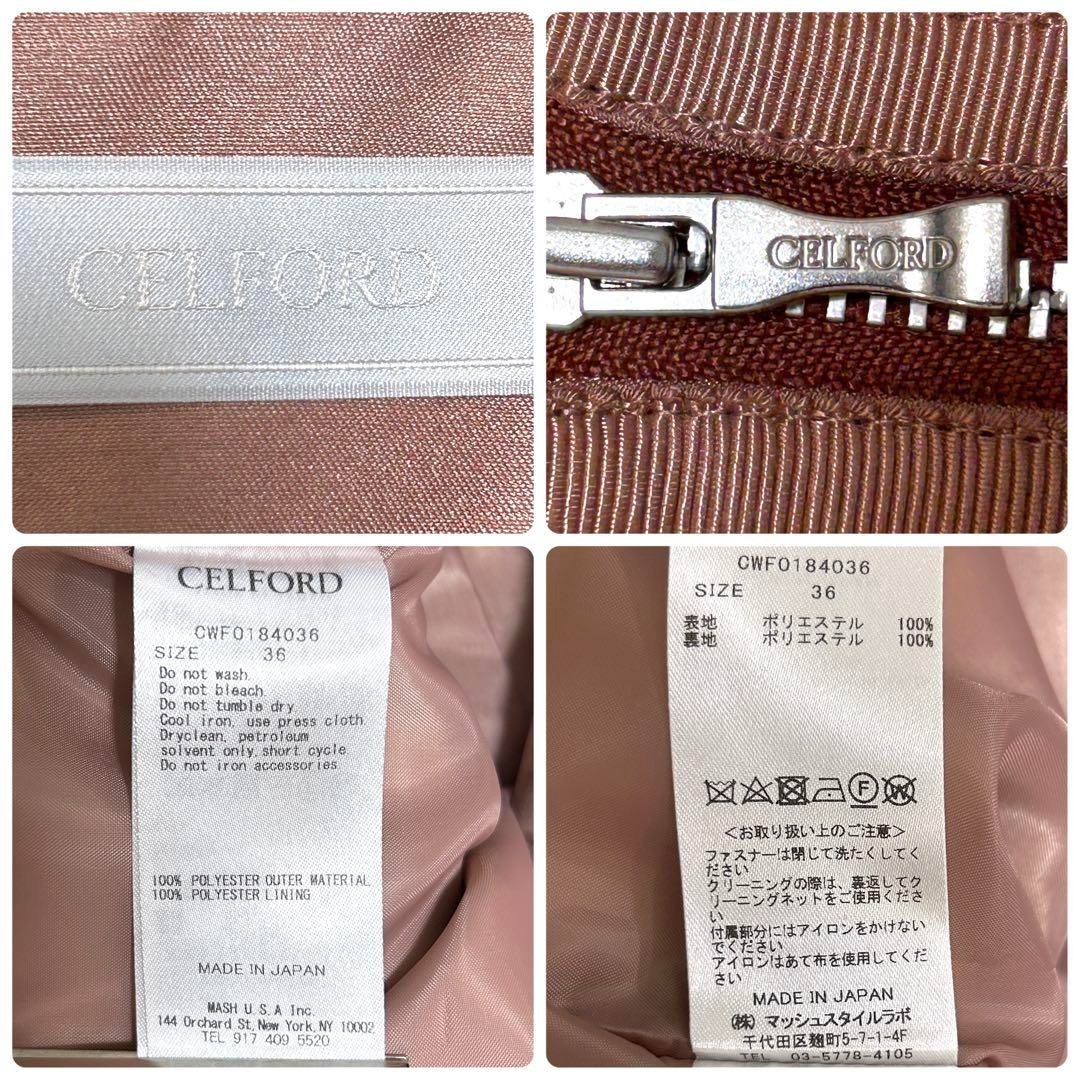 CELFORD
CELFORD
CELFORD
CWF0184036
SIZE 36
Do not wash.
Do not bleach.
Do not tumble dry.
Cool iron, use press cloth.
Dryclean, petroleum
solvent only,short cycle.
Do not iron accessories.
100% POLYESTER OUTER MATERIAL
100% POLYESTER LINING
MADE IN JAPAN
MASH U.S.A Inc.
144 Orchard St, New York, NY 10002
TEL 917 409 5520
CWF0184036
SIZE 36
表地 ポリエステル 100%
裏地 ポリエステル 100%
F W
<お取り扱い上のご注意>
ファスナーは閉じて洗たくしてく
ださい
クリーニングの際は、裏返してク
リーニングネットをご使用くださ
い
付属部分にはアイロンをかけない
でください
アイロンはあて布を使用してくだ
さい
MADE IN JAPAN
(株) マッシュスタイルラボ
千代田区麹町5-7-1-4F
TEL 03-5778-4105